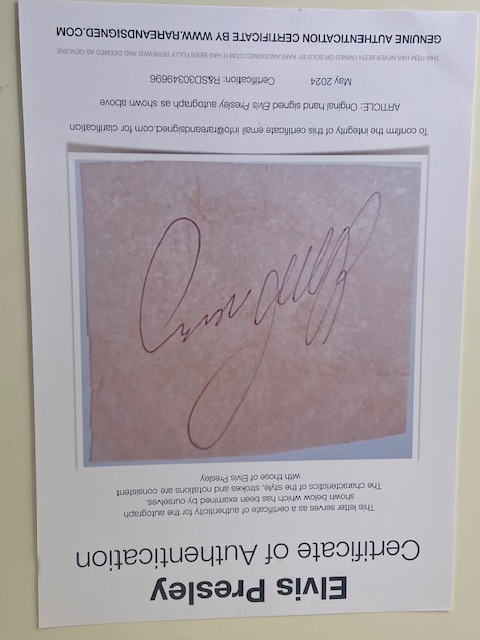 Elvis Presley
Certificate of Authentication
This letter serves as a certificate of authenticity for the autograph
shown below which has been examined by ourselves.
The characteristics of the style, strokes and notations are consistent
with those of Elvis Presley
To confirm the integrity of this certificate email info@rareandsigned.com for clarification
ARTICLE: Original hand signed Elvis Presley autograph as shown above
May 2024 Certification: R&SD30349696
THIS ITEM HAS NEVER BEEN OWNED OR SOLD BY RAREANDSIGNED.COM IT HAS BEEN FULLY REVIEWED AND DEEMED AS GENUINE
GENUINE AUTHENTICATION CERTIFICATE BY WWW.RAREANDSIGNED.COM